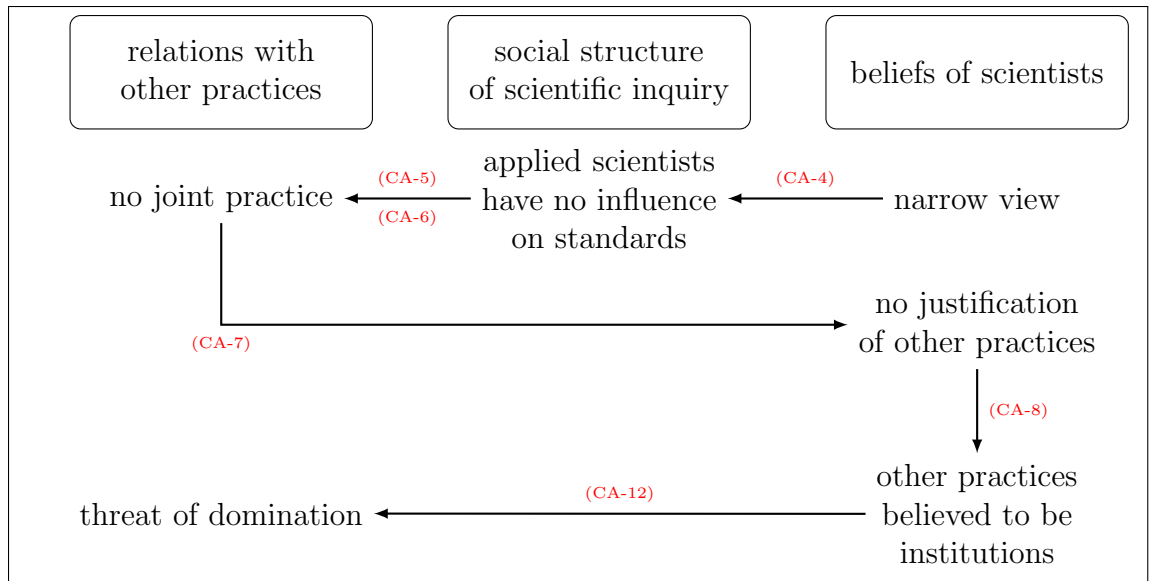 relations with
other practices
social structure
of scientific inquiry
beliefs of scientists
no joint practice
(CA-5)
(CA-6)
applied scientists
have no influence
on standards
(CA-4)
narrow view
(CA-7)
no justification
of other practices
(CA-8)
threat of domination
(CA-12)
other practices
believed to be
institutions